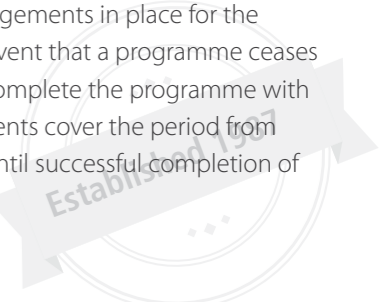 gements in place for the
vent that a programme ceases
omplete the programme with
ents cover the period from
ntil successful completion of
Established 1987